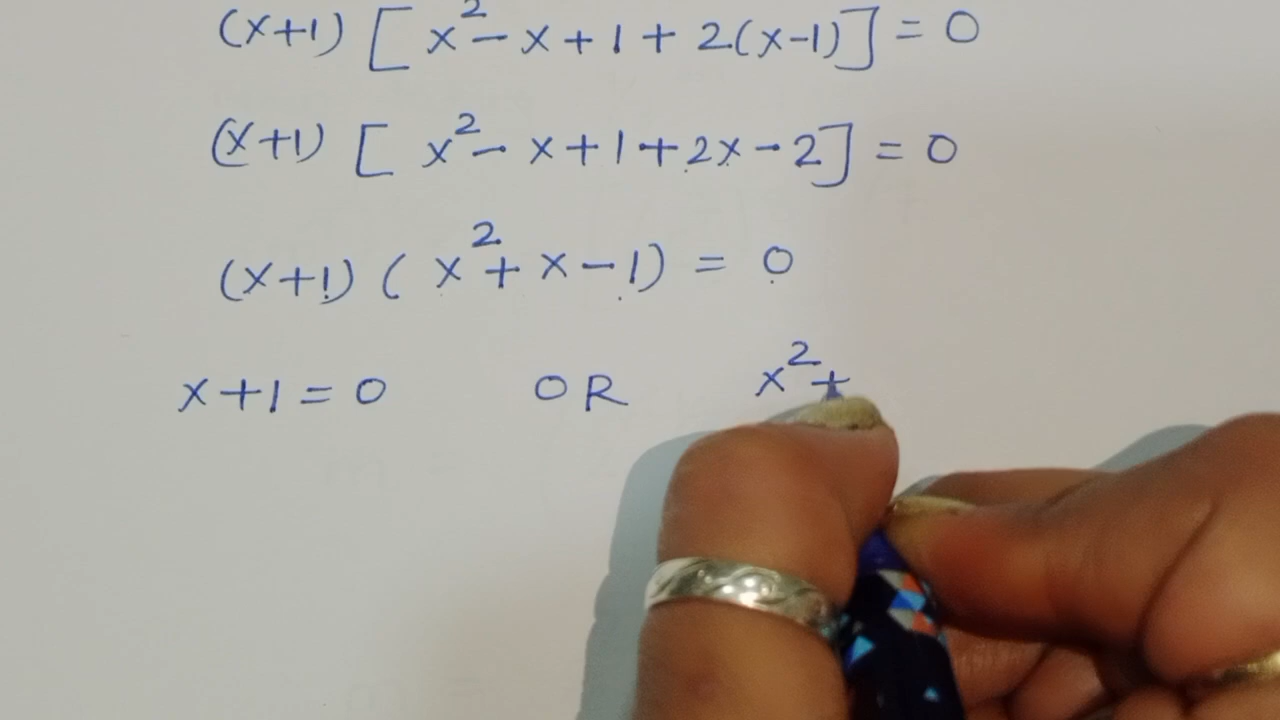 (x+1) [x²-x+1+2(x-1)] = 0
(x+1) [x²-x+1+2x-2] = 0
(x+1) (x²+x-1) = 0
x+1=0 OR x²+